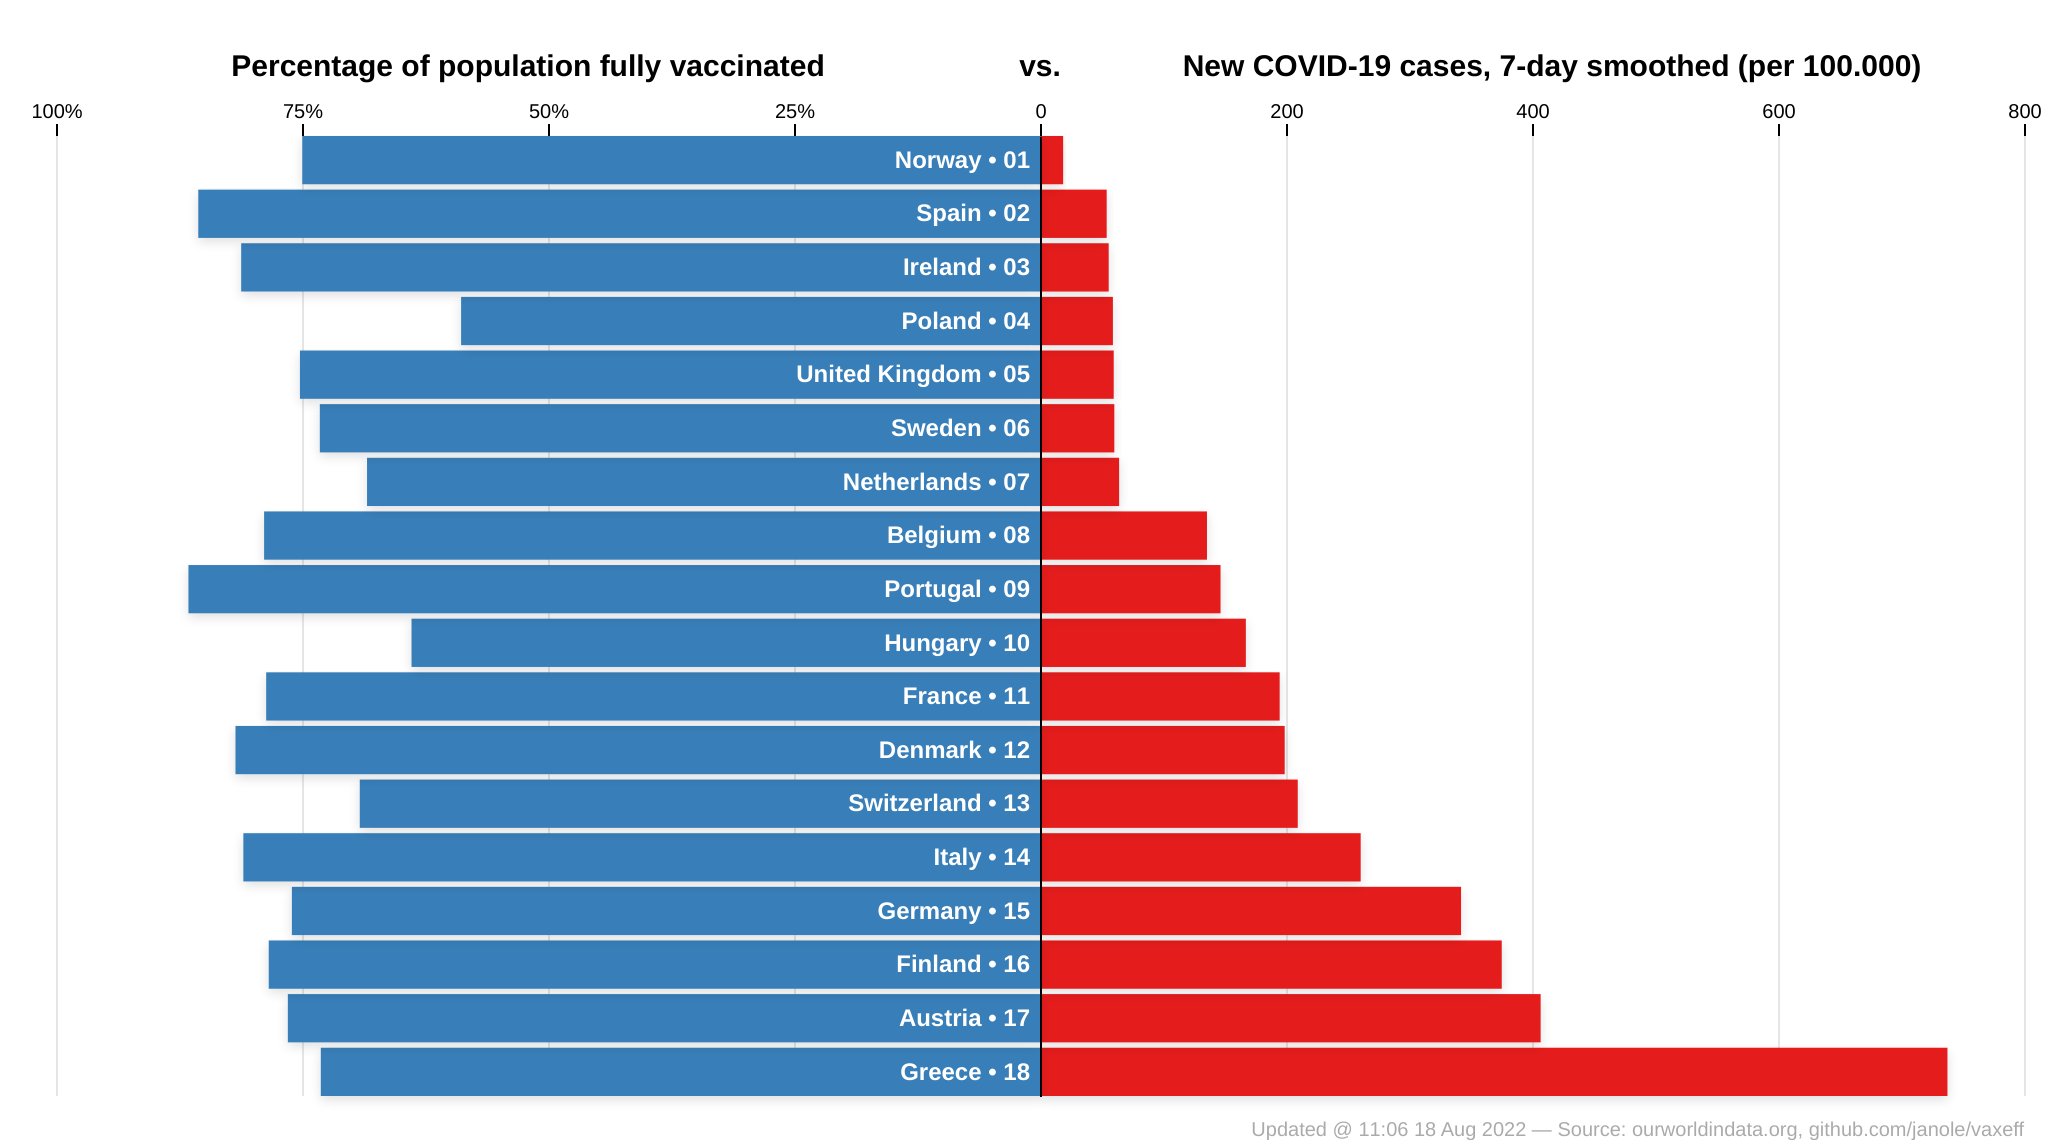 Percentage of population fully vaccinated vs. New COVID-19 cases, 7-day smoothed (per 100.000)
100% 75% 50% 25% 0 200 400 600 800
Norway • 01
Spain • 02
Ireland • 03
Poland • 04
United Kingdom • 05
Sweden • 06
Netherlands • 07
Belgium • 08
Portugal • 09
Hungary • 10
France • 11
Denmark • 12
Switzerland • 13
Italy • 14
Germany • 15
Finland • 16
Austria • 17
Greece • 18
Updated @ 11:06 18 Aug 2022 — Source: ourworldindata.org, github.com/janole/vaxeff